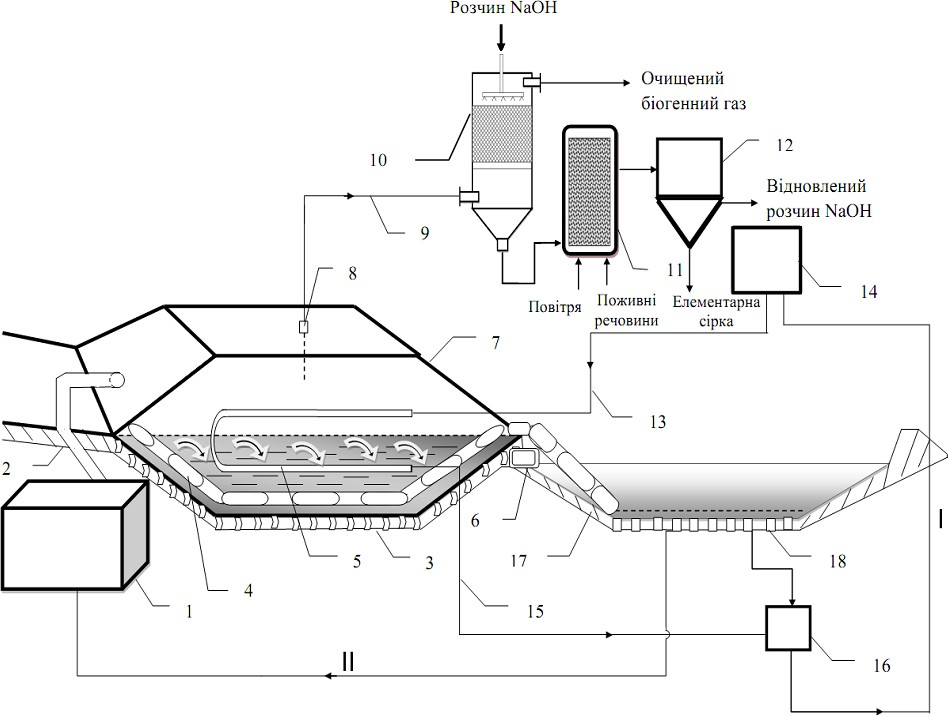 Розчин NaOH
Очищений
біогенний газ
10
12
Відновлений
розчин NaOH
9
8
11
14
Повітря
Поживні
речовини
Елементарна
сірка
7
13
2
6
I
17
18
4
5
3
1
15
16
II